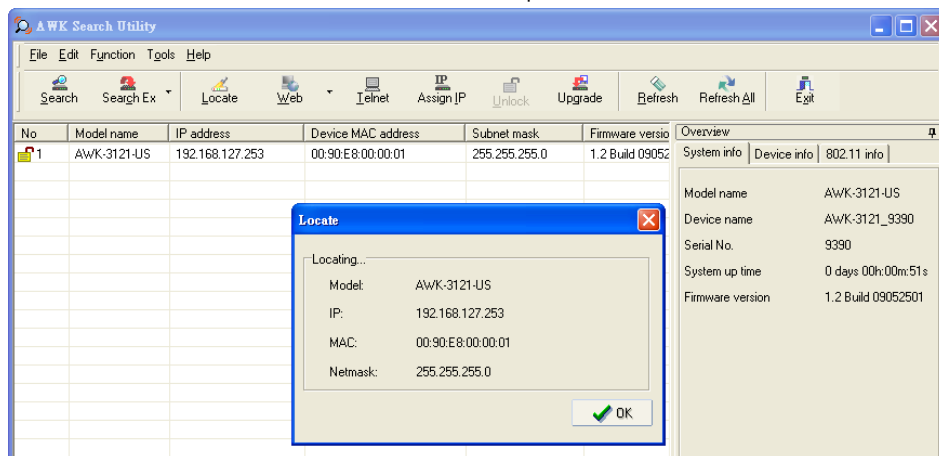 AWK Search Utility
File Edit Function Tools Help
Search Search Ex Locate Web Telnet Assign IP Unlock Upgrade Refresh Refresh All Exit
No Model name IP address Device MAC address Subnet mask Firmware versio Overview
System info Device info 802.11 info
1 AWK-3121-US 192.168.127.253 00:90:E8:00:00:01 255.255.255.0 1.2 Build 09052
Model name AWK-3121-US
Device name AWK-3121_9390
Serial No. 9390
System up time 0 days 00h:00m:51s
Firmware version 1.2 Build 09052501
Locate
Locating...
Model: AWK-3121-US
IP: 192.168.127.253
MAC: 00:90:E8:00:00:01
Netmask: 255.255.255.0
OK